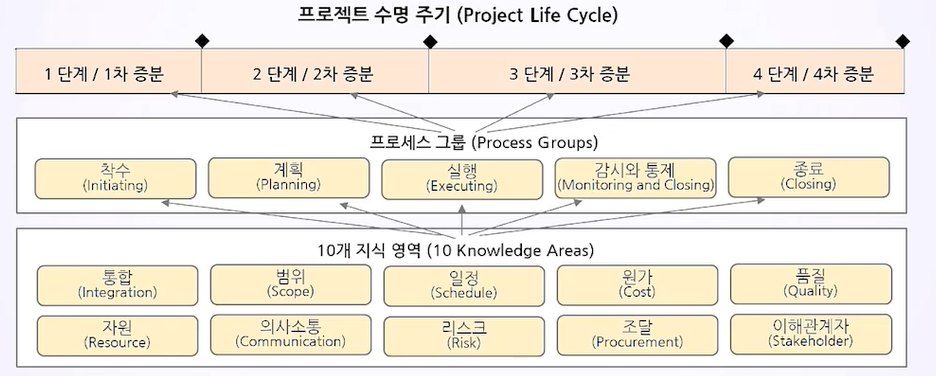 프로젝트 수명 주기 (Project Life Cycle)
1 단계 / 1차 증분
2 단계 / 2차 증분
3 단계 / 3차 증분
4 단계 / 4차 증분
프로세스 그룹 (Process Groups)
착수
(Initiating)
계획
(Planning)
실행
(Executing)
감시와 통제
(Monitoring and Closing)
종료
(Closing)
10개 지식 영역 (10 Knowledge Areas)
통합
(Integration)
범위
(Scope)
일정
(Schedule)
원가
(Cost)
품질
(Quality)
자원
(Resource)
의사소통
(Communication)
리스크
(Risk)
조달
(Procurement)
이해관계자
(Stakeholder)